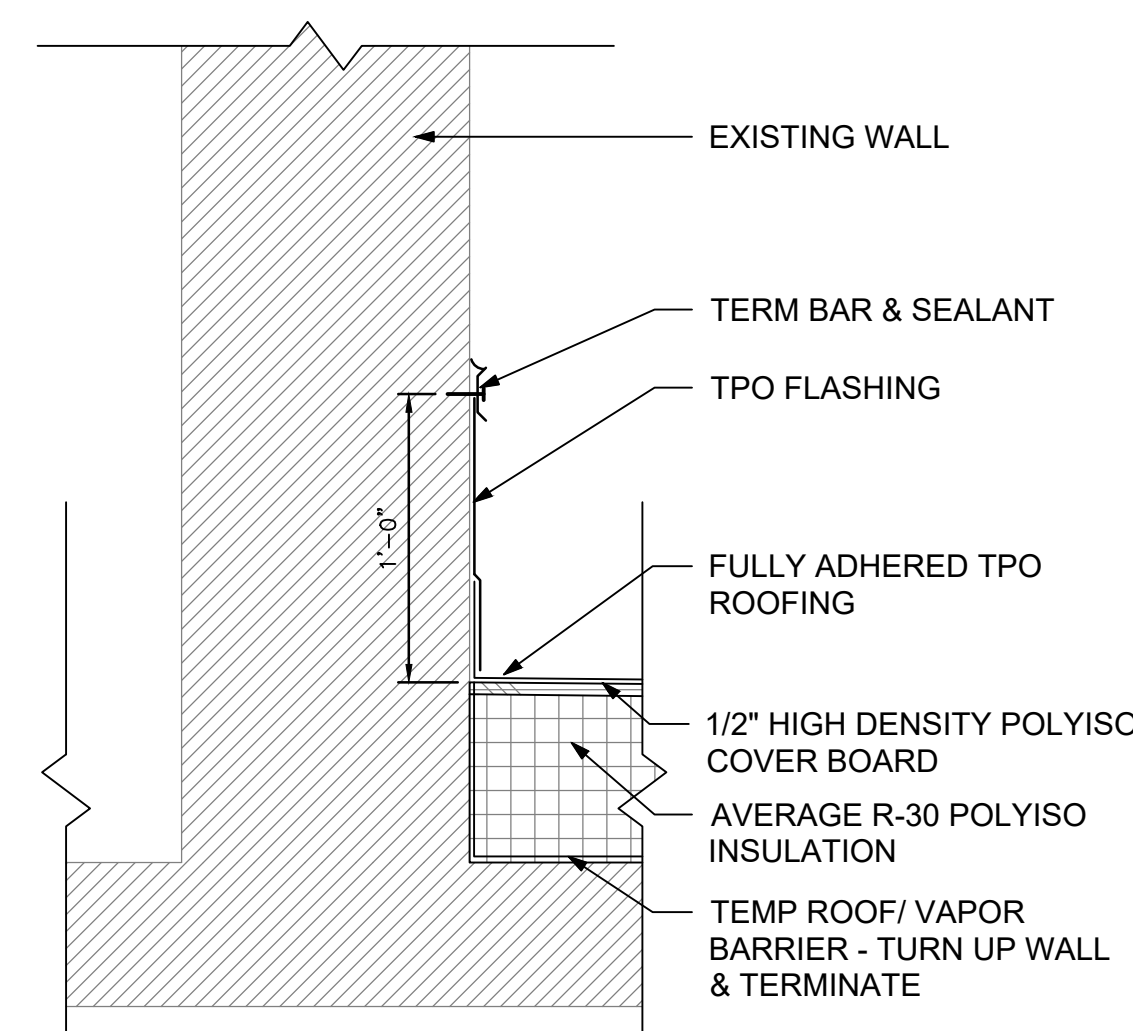 EXISTING WALL
TERM BAR & SEALANT
TPO FLASHING
1'-0"
FULLY ADHERED TPO
ROOFING
1/2" HIGH DENSITY POLYISO
COVER BOARD
AVERAGE R-30 POLYISO
INSULATION
TEMP ROOF/ VAPOR
BARRIER - TURN UP WALL
& TERMINATE